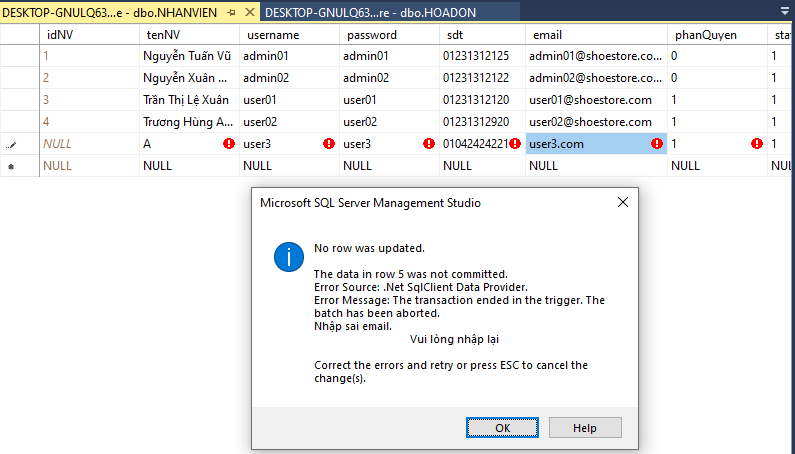 DESKTOP-GNULQ63...e - dbo.NHANVIEN DESKTOP-GNULQ63...re - dbo.HOADON
idNV tenNV username password sdt email phanQuyen stat
1 Nguyễn Tuấn Vũ admin01 admin01 01231312125 admin01@shoestore.co... 0 1
2 Nguyễn Xuân ... admin02 admin02 01231312122 admin02@shoestore.co... 0 1
3 Trần Thị Lệ Xuân user01 user01 01231312120 user01@shoestore.com 1 1
4 Trương Hùng A... user02 user02 01231312920 user02@shoestore.com 1 1
NULL A user3 user3 01042424221 user3.com 1 1
NULL NULL NULL NULL NULL NULL NULL NULL
Microsoft SQL Server Management Studio
No row was updated.
The data in row 5 was not committed.
Error Source: .Net SqlClient Data Provider.
Error Message: The transaction ended in the trigger. The
batch has been aborted.
Nhập sai email.
Vui lòng nhập lại
Correct the errors and retry or press ESC to cancel the
change(s).
OK Help